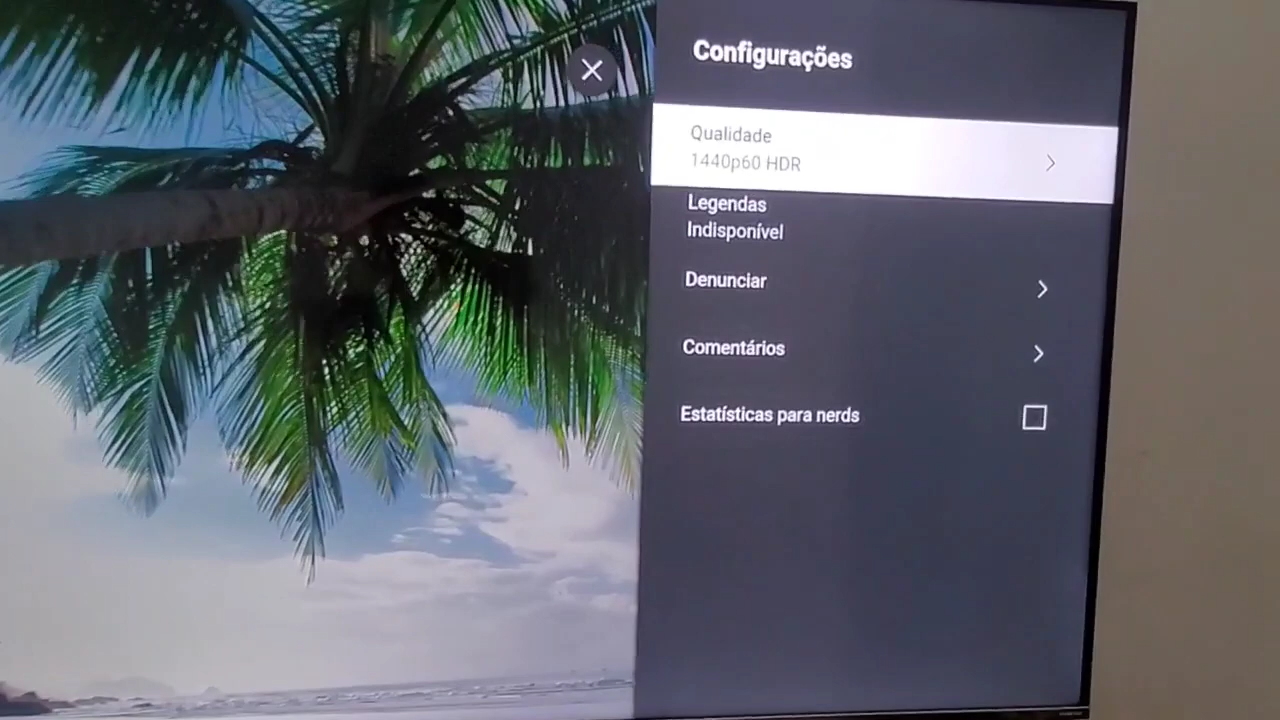 Configurações
Qualidade
1440p60 HDR
Legendas
Indisponível
Denunciar
Comentários
Estatísticas para nerds